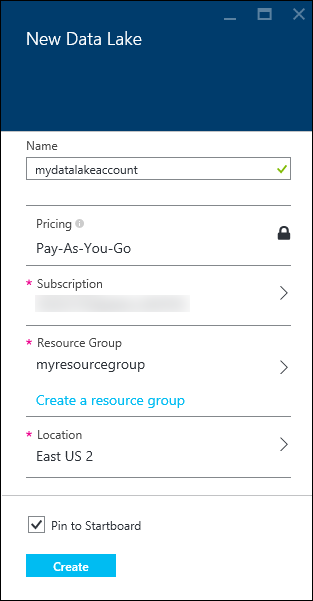 New Data Lake
Name
mydatalakeaccount
Pricing
Pay-As-You-Go
* Subscription
* Resource Group
myresourcegroup
Create a resource group
* Location
East US 2
Pin to Startboard
Create